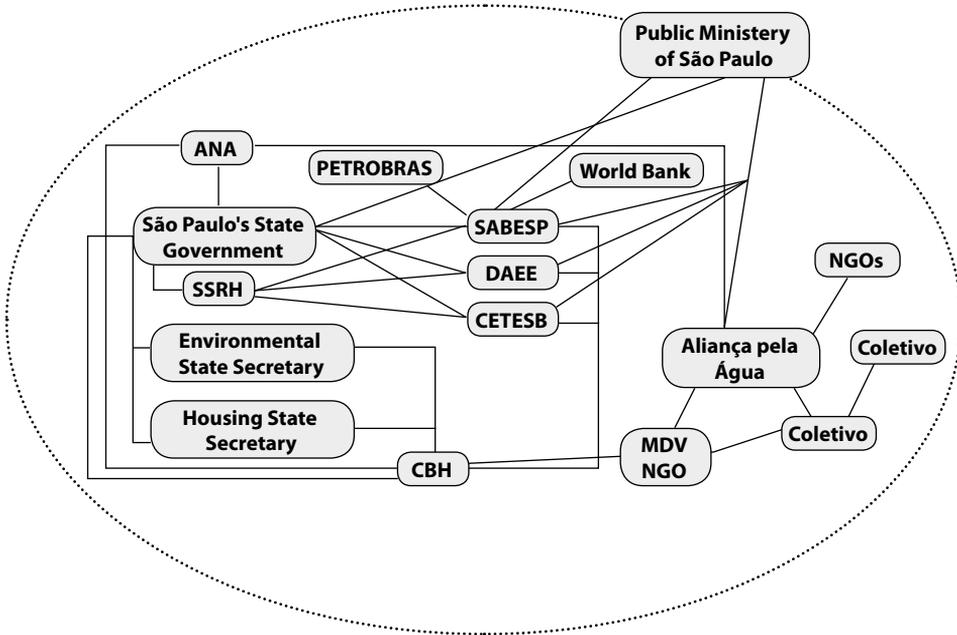 Public Ministery
of São Paulo
ANA
PETROBRAS
World Bank
São Paulo's State
Government
SABESP
DAEE
NGOs
SSRH
CETESB
Environmental
State Secretary
Aliança pela
Água
Coletivo
Housing State
Secretary
Coletivo
MDV
NGO
CBH